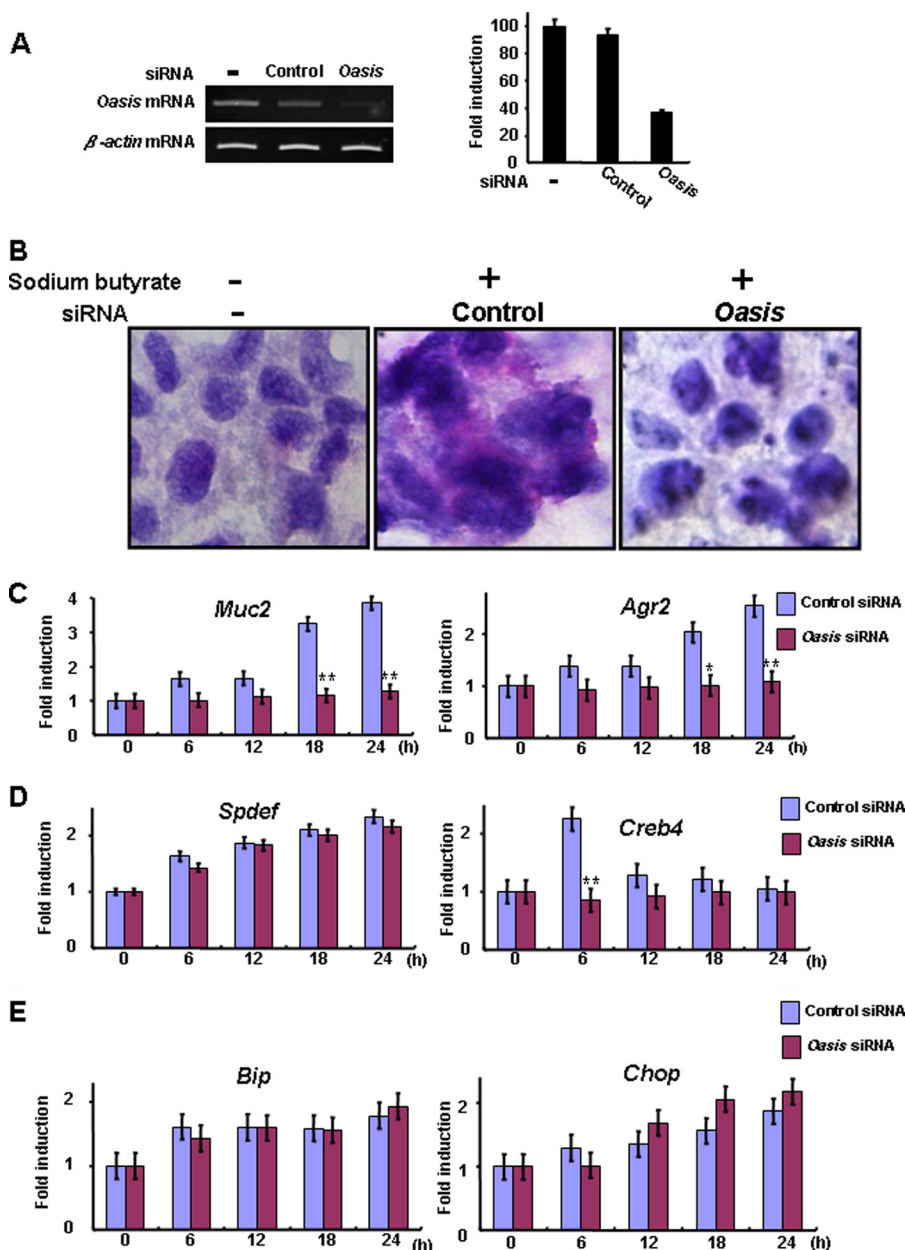 A
siRNA – Control Oasis
Oasis mRNA
β-actin mRNA
Fold induction
100
80
60
40
20
0
siRNA – Control Oasis
B
Sodium butyrate - + +
siRNA - Control Oasis
C
Muc2
Fold induction
4
3
2
1
0
0 6 12 18 24 (h)
** **
Agr2
Fold induction
2
1
0
0 6 12 18 24 (h)
* **
Control siRNA
Oasis siRNA
D
Spdef
Fold induction
2
1
0
0 6 12 18 24 (h)
Creb4
Fold induction
2
1
0
0 6 12 18 24 (h)
**
Control siRNA
Oasis siRNA
E
Bip
Fold induction
2
1
0
0 6 12 18 24 (h)
Chop
Fold induction
2
1
0
0 6 12 18 24 (h)
Control siRNA
Oasis siRNA